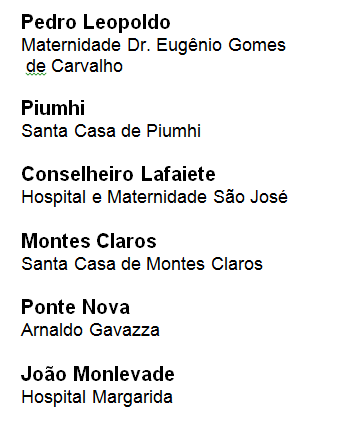 Pedro Leopoldo
Maternidade Dr. Eugênio Gomes
de Carvalho
Piumhi
Santa Casa de Piumhi
Conselheiro Lafaiete
Hospital e Maternidade São José
Montes Claros
Santa Casa de Montes Claros
Ponte Nova
Arnaldo Gavazza
João Monlevade
Hospital Margarida